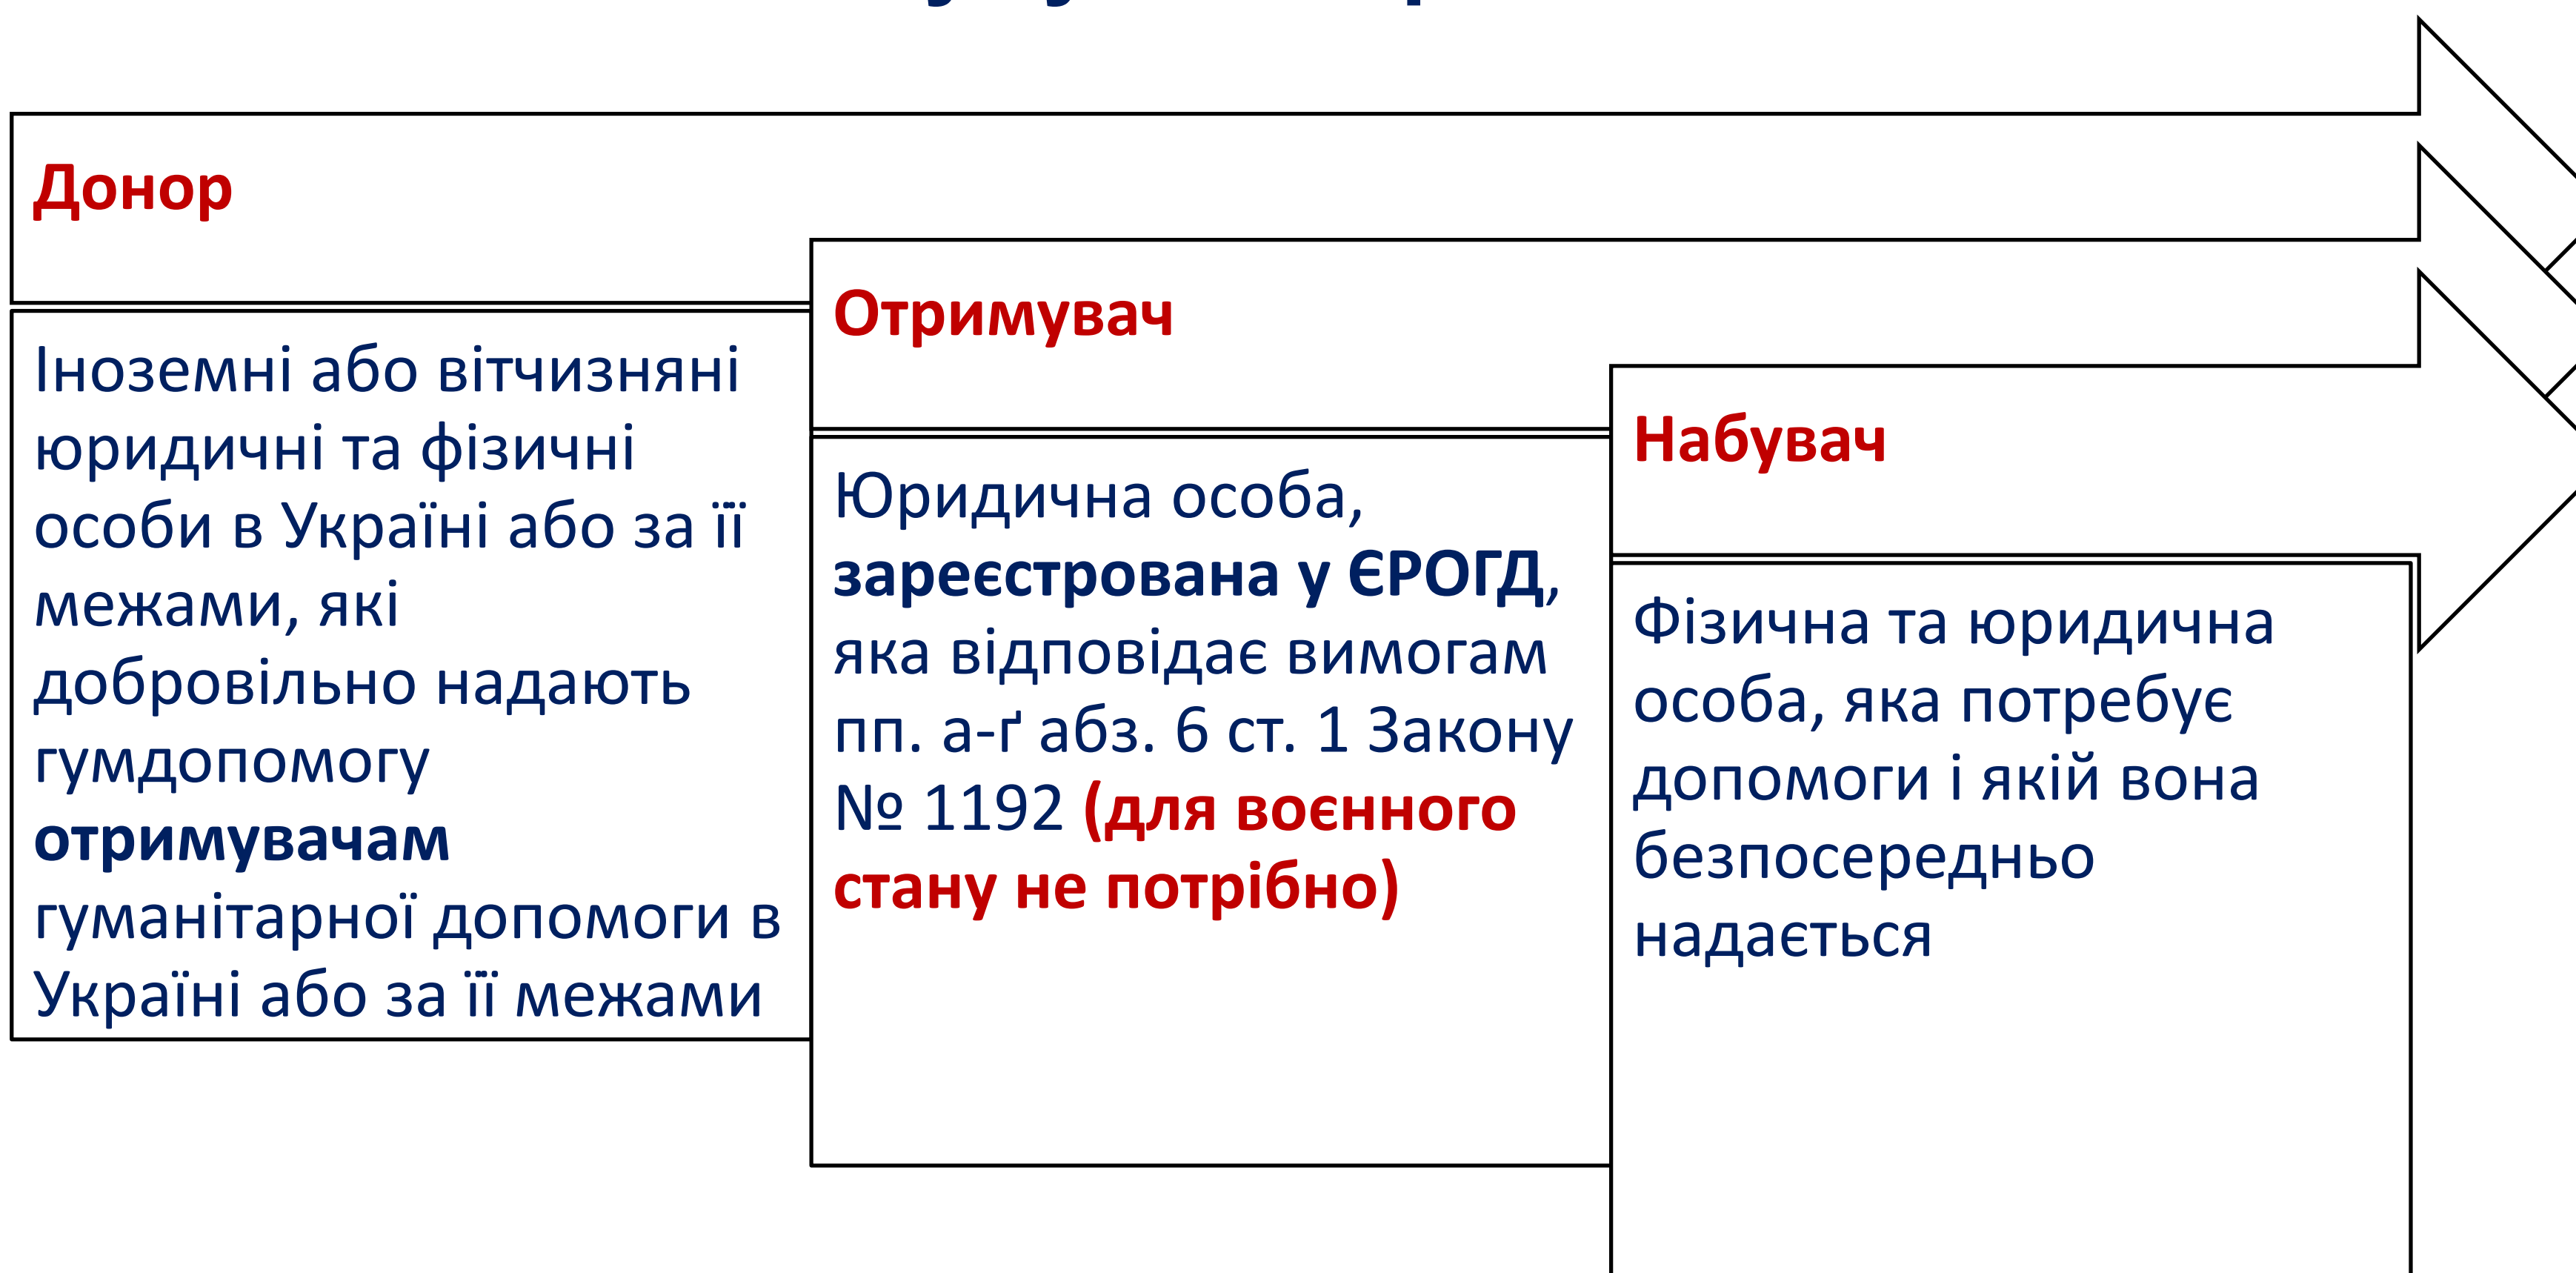 Донор
Іноземні або вітчизняні
юридичні та фізичні
особи в Україні або за її
межами, які
добровільно надають
гумдопомогу
отримувачам
гуманітарної допомоги в
Україні або за її межами
Отримувач
Юридична особа,
зареєстрована у ЄРОГД,
яка відповідає вимогам
пп. а-ґ абз. 6 ст. 1 Закону
№ 1192 (для воєнного
стану не потрібно)
Набувач
Фізична та юридична
особа, яка потребує
допомоги і якій вона
безпосередньо
надається